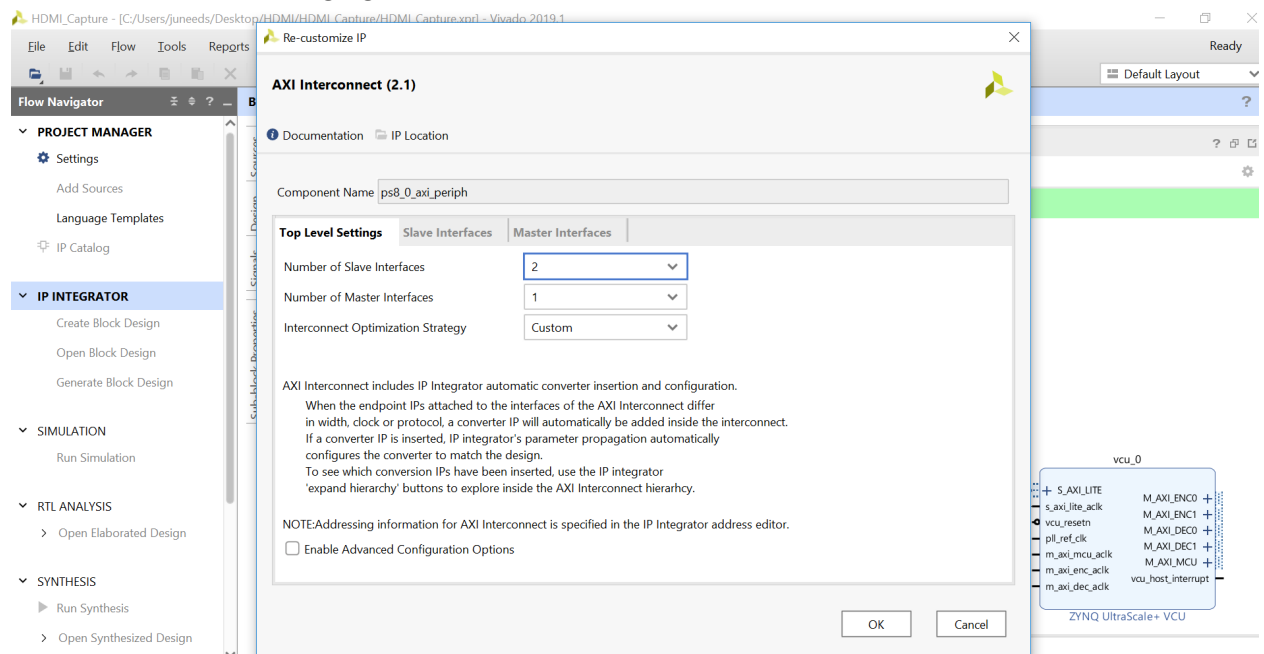 HDMI_Capture - [C:/Users/juneeds/Desktop/HDMI/HDMI_Capture/HDMI_Capture.xpr] - Vivado 2019.1
File Edit Flow Tools Reports
Ready
Default Layout
Flow Navigator
PROJECT MANAGER
Settings
Add Sources
Language Templates
IP Catalog
IP INTEGRATOR
Create Block Design
Open Block Design
Generate Block Design
SIMULATION
Run Simulation
RTL ANALYSIS
Open Elaborated Design
SYNTHESIS
Run Synthesis
Open Synthesized Design
Sources
Design
Signals
Re-customize IP
AXI Interconnect (2.1)
Documentation IP Location
Component Name ps8_0_axi_periph
Top Level Settings Slave Interfaces Master Interfaces
Number of Slave Interfaces 2
Number of Master Interfaces 1
Interconnect Optimization Strategy Custom
AXI Interconnect includes IP Integrator automatic converter insertion and configuration.
When the endpoint IPs attached to the interfaces of the AXI Interconnect differ
in width, clock or protocol, a converter IP will automatically be added inside the interconnect.
If a converter IP is inserted, IP integrator's parameter propagation automatically
configures the converter to match the design.
To see which conversion IPs have been inserted, use the IP integrator
'expand hierarchy' buttons to explore inside the AXI Interconnect hierarhcy.
NOTE:Addressing information for AXI Interconnect is specified in the IP Integrator address editor.
Enable Advanced Configuration Options
OK Cancel
vcu_0
S_AXI_LITE
s_axi_lite_aclk
vcu_resetn
pll_ref_clk
m_axi_mcu_aclk
m_axi_enc_aclk
m_axi_dec_aclk
M_AXI_ENC0
M_AXI_ENC1
M_AXI_DEC0
M_AXI_DEC1
M_AXI_MCU
vcu_host_interrupt
ZYNQ UltraScale+ VCU